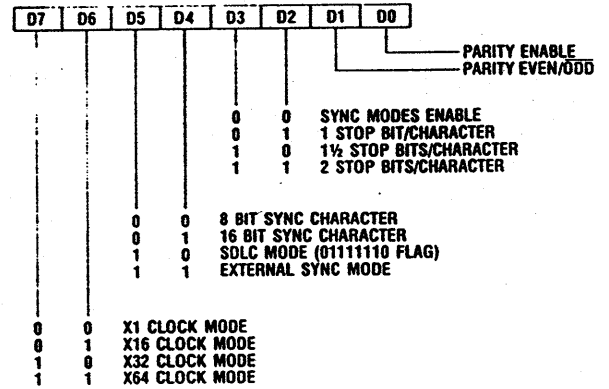 D7 D6 D5 D4 D3 D2 D1 D0
PARITY ENABLE
PARITY EVEN/ODD
0 0 SYNC MODES ENABLE
0 1 1 STOP BIT/CHARACTER
1 0 1½ STOP BITS/CHARACTER
1 1 2 STOP BITS/CHARACTER
0 0 8 BIT SYNC CHARACTER
0 1 16 BIT SYNC CHARACTER
1 0 SDLC MODE (01111110 FLAG)
1 1 EXTERNAL SYNC MODE
0 0 X1 CLOCK MODE
0 1 X16 CLOCK MODE
1 0 X32 CLOCK MODE
1 1 X64 CLOCK MODE